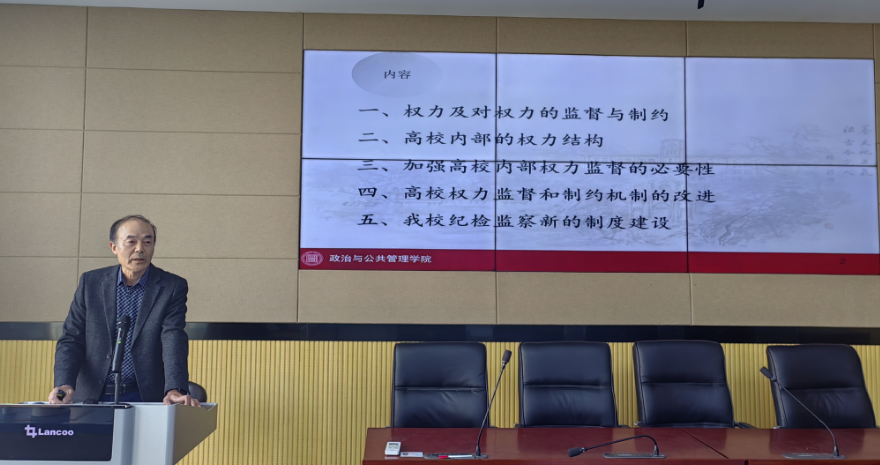 内容
一、权力及对权力的监督与制约
二、高校内部的权力结构
三、加强高校内部权力监督的必要性
四、高校权力监督和制约机制的改进
五、我校纪检监察新的制度建设
政治与公共管理学院
Lancoo